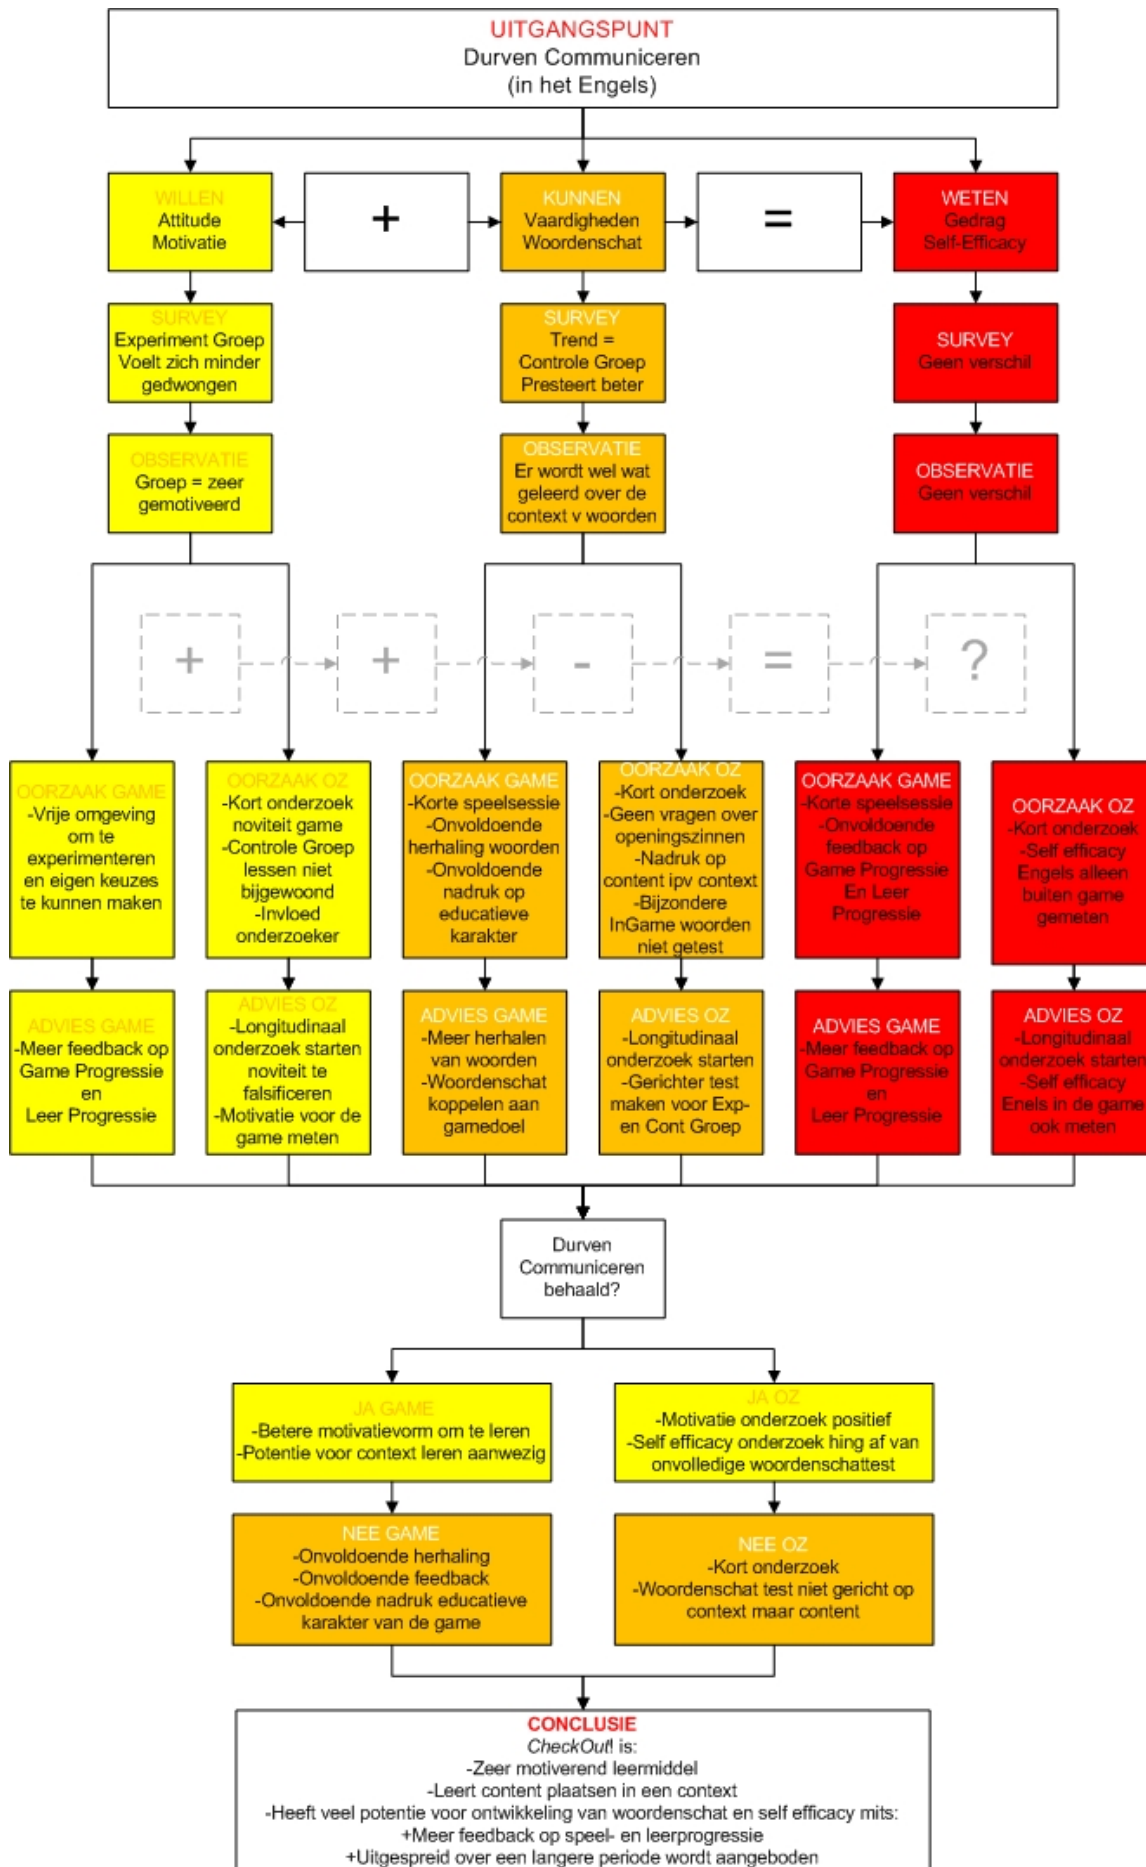 UITGANGSPUNT
Durven Communiceren
(in het Engels)
WILLEN
Attitude
Motivatie
+
KUNNEN
Vaardigheden
Woordenschat
=
WETEN
Gedrag
Self-Efficacy
SURVEY
Experiment Groep
Voelt zich minder
gedwongen
SURVEY
Trend =
Controle Groep
Presteert beter
SURVEY
Geen verschil
OBSERVATIE
Groep = zeer
gemotiveerd
OBSERVATIE
Er wordt wel wat
geleerd over de
context v woorden
OBSERVATIE
Geen verschil
+
+
-
=
?
OORZAAK GAME
-Vrije omgeving
om te
experimenteren
en eigen keuzes
te kunnen maken
OORZAAK OZ
-Kort onderzoek
noviteit game
-Controle Groep
lessen niet
bijgewoond
-Invloed
onderzoeker
OORZAAK GAME
-Korte speelsessie
-Onvoldoende
herhaling woorden
-Onvoldoende
nadruk op
educatieve
karakter
OORZAAK OZ
-Kort onderzoek
-Geen vragen over
openingszinnen
-Nadruk op
content ipv context
-Bijzondere
InGame woorden
niet getest
OORZAAK GAME
-Korte speelsessie
-Onvoldoende
feedback op
Game Progressie
En Leer
Progressie
OORZAAK OZ
-Kort onderzoek
-Self efficacy
Engels alleen
buiten game
gemeten
ADVIES GAME
-Meer feedback op
Game Progressie
en
Leer Progressie
ADVIES OZ
-Longitudinaal
onderzoek starten
noviteit te
falsificeren
-Motivatie voor de
game meten
ADVIES GAME
-Meer herhalen
van woorden
-Woordenschat
koppelen aan
gamedoel
ADVIES OZ
-Longitudinaal
onderzoek starten
-Gerichter test
maken voor Exp-
en Cont Groep
ADVIES GAME
-Meer feedback op
Game Progressie
en
Leer Progressie
ADVIES OZ
-Longitudinaal
onderzoek starten
-Self efficacy
Enels in de game
ook meten
Durven
Communiceren
behaald?
JA GAME
-Betere motivatievorm om te leren
-Potentie voor context leren aanwezig
JA OZ
-Motivatie onderzoek positief
-Self efficacy onderzoek hing af van
onvolledige woordenschattest
NEE GAME
-Onvoldoende herhaling
-Onvoldoende feedback
-Onvoldoende nadruk educatieve
karakter van de game
NEE OZ
-Kort onderzoek
-Woordenschat test niet gericht op
context maar content
CONCLUSIE
CheckOut! is:
-Zeer motiverend leermiddel
-Leert content plaatsen in een context
-Heeft veel potentie voor ontwikkeling van woordenschat en self efficacy mits:
+Meer feedback op speel- en leerprogressie
+Uitgespreid over een langere periode wordt aangeboden